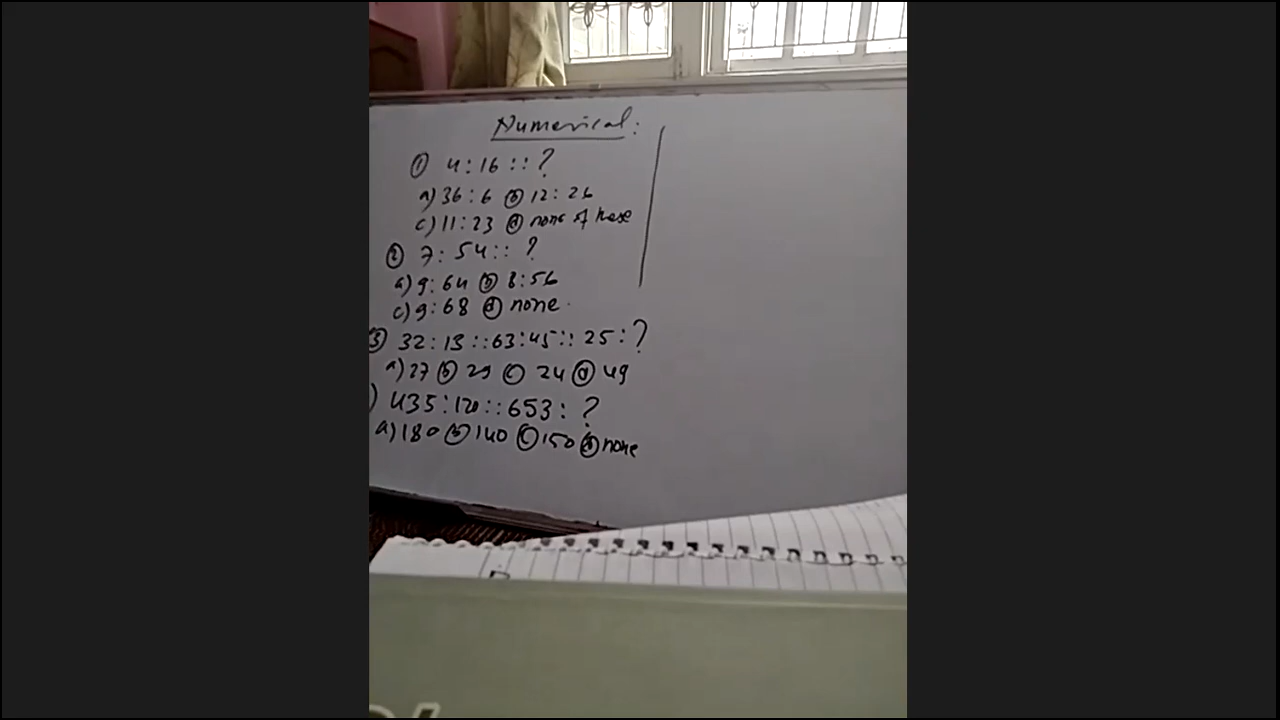 Numerical:
① 4:16 :: ?
a) 36:6 ⓑ 12:26
c) 11:23 ⓓ none of these
② 7:54 :: ?
a) 9:64 ⓑ 8:56
c) 9:68 ⓓ none
③ 32:13 :: 63:45 :: 25:?
a) 27 ⓑ 29 ⓒ 24 ⓓ 49
) 435:120 :: 653: ?
a) 180 ⓑ 140 ⓒ 150 ⓓ none